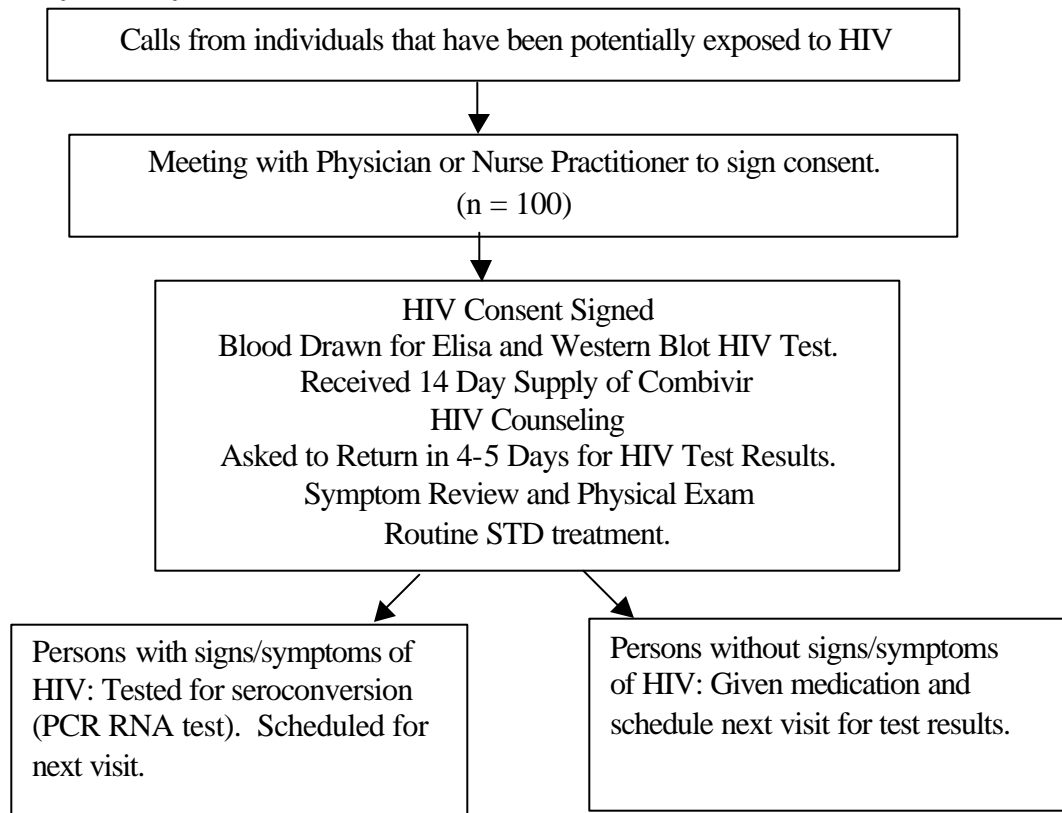 Calls from individuals that have been potentially exposed to HIV
Meeting with Physician or Nurse Practitioner to sign consent.
(n = 100)
HIV Consent Signed
Blood Drawn for Elisa and Western Blot HIV Test.
Received 14 Day Supply of Combivir
HIV Counseling
Asked to Return in 4-5 Days for HIV Test Results.
Symptom Review and Physical Exam
Routine STD treatment.
Persons with signs/symptoms of
HIV: Tested for seroconversion
(PCR RNA test).  Scheduled for
next visit.
Persons without signs/symptoms
of HIV: Given medication and
schedule next visit for test results.